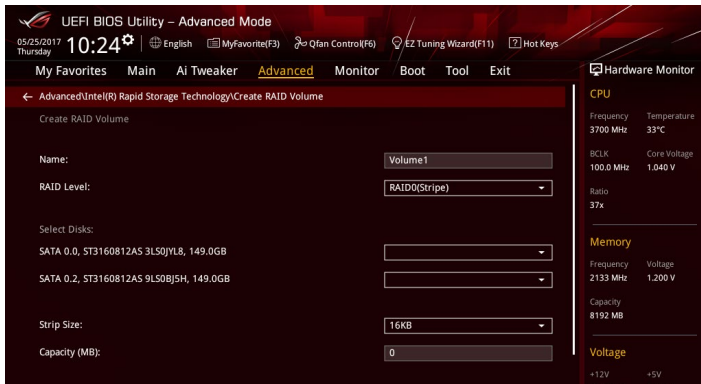 UEFI BIOS Utility – Advanced Mode
05/25/2017 Thursday 10:24 English MyFavorite(F3) Qfan Control(F6) EZ Tuning Wizard(F11) ? Hot Keys
My Favorites Main Ai Tweaker Advanced Monitor Boot Tool Exit
← Advanced\Intel(R) Rapid Storage Technology\Create RAID Volume
Create RAID Volume
Name: Volume1
RAID Level: RAID0(Stripe)
Select Disks:
SATA 0.0, ST3160812AS 3LS0JYL8, 149.0GB
SATA 0.2, ST3160812AS 9LS0BJ5H, 149.0GB
Strip Size: 16KB
Capacity (MB): 0
Hardware Monitor
CPU
Frequency Temperature
3700 MHz 33°C
BCLK Core Voltage
100.0 MHz 1.040 V
Ratio
37x
Memory
Frequency Voltage
2133 MHz 1.200 V
Capacity
8192 MB
Voltage
+12V +5V